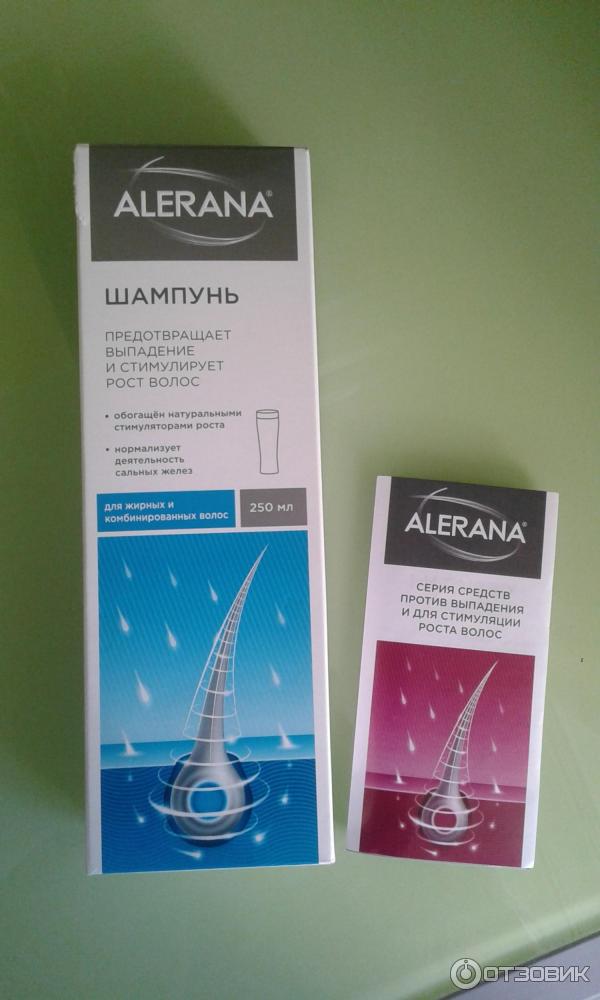 ALERANA®
ШАМПУНЬ
ПРЕДОТВРАЩАЕТ
ВЫПАДЕНИЕ
И СТИМУЛИРУЕТ
РОСТ ВОЛОС
• обогащён натуральными
стимуляторами роста
• нормализует
деятельность
сальных желез
для жирных и
комбинированных волос
250 мл
ALERANA®
СЕРИЯ СРЕДСТВ
ПРОТИВ ВЫПАДЕНИЯ
И ДЛЯ СТИМУЛЯЦИИ
РОСТА ВОЛОС
ОТЗОВИК